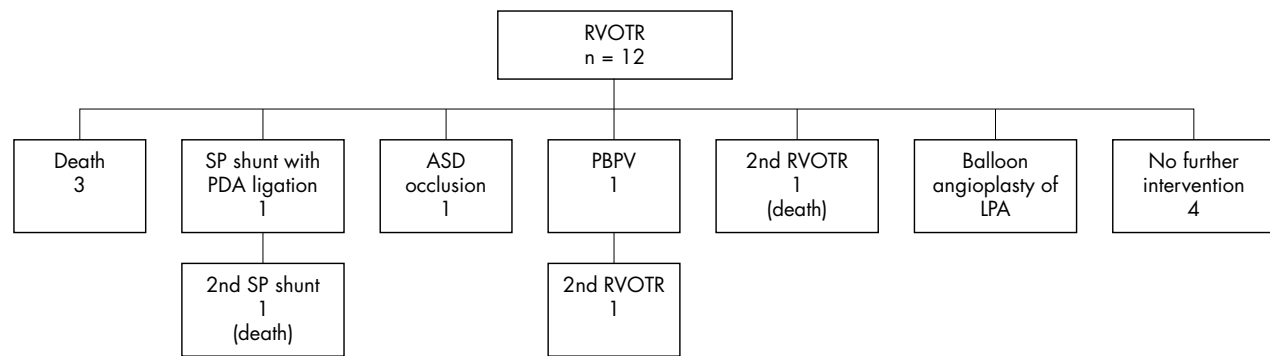 RVOTR
n = 12
Death
3
SP shunt with
PDA ligation
1
ASD
occlusion
1
PBPV
1
2nd RVOTR
1
(death)
Balloon
angioplasty of
LPA
No further
intervention
4
2nd SP shunt
1
(death)
2nd RVOTR
1